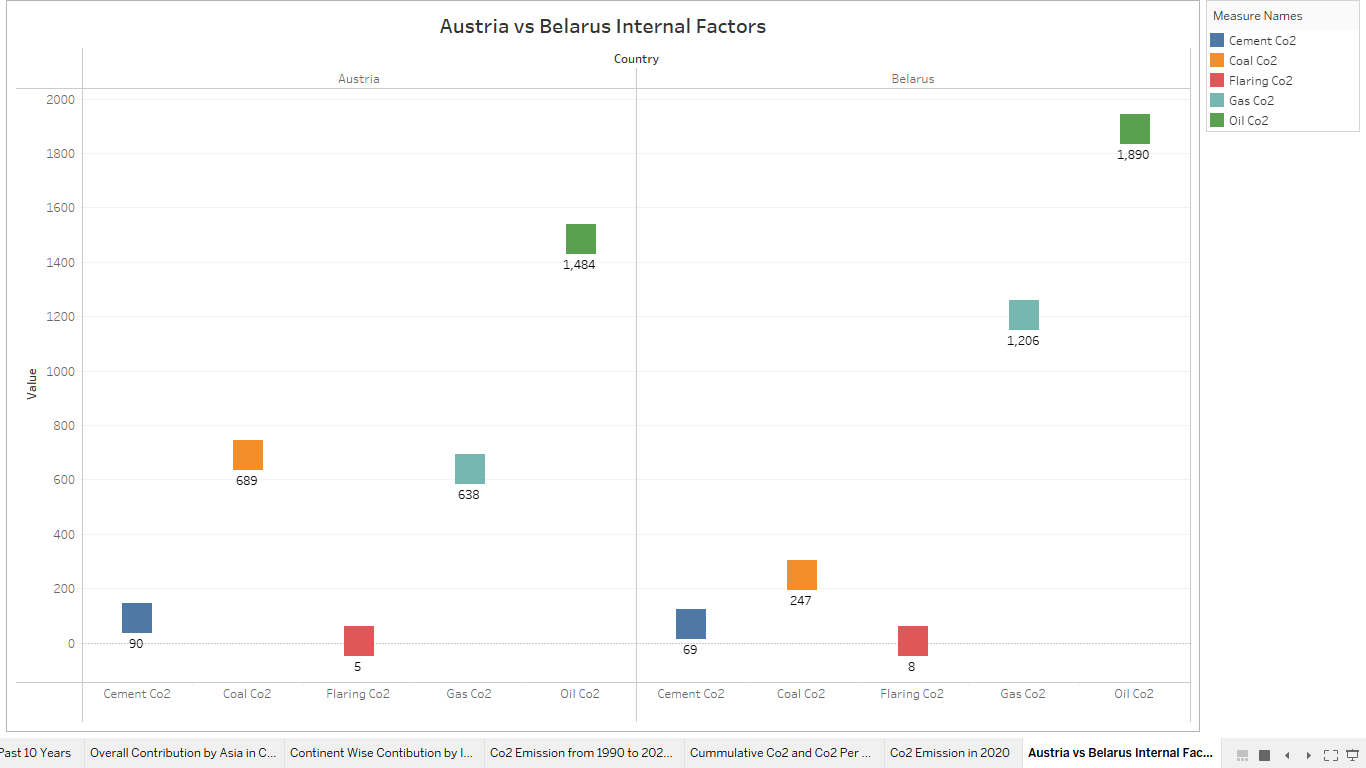 Austria vs Belarus Internal Factors
Country
Austria
Belarus
2000
1800
1600
1400
1200
1000
800
600
400
200
0
Value
90
689
5
638
1,484
69
247
8
1,206
1,890
Cement Co2
Coal Co2
Flaring Co2
Gas Co2
Oil Co2
Cement Co2
Coal Co2
Flaring Co2
Gas Co2
Oil Co2
Measure Names
Cement Co2
Coal Co2
Flaring Co2
Gas Co2
Oil Co2
Past 10 Years
Overall Contribution by Asia in C...
Continent Wise Contibution by I...
Co2 Emission from 1990 to 202...
Cummulative Co2 and Co2 Per ...
Co2 Emission in 2020
Austria vs Belarus Internal Fac...